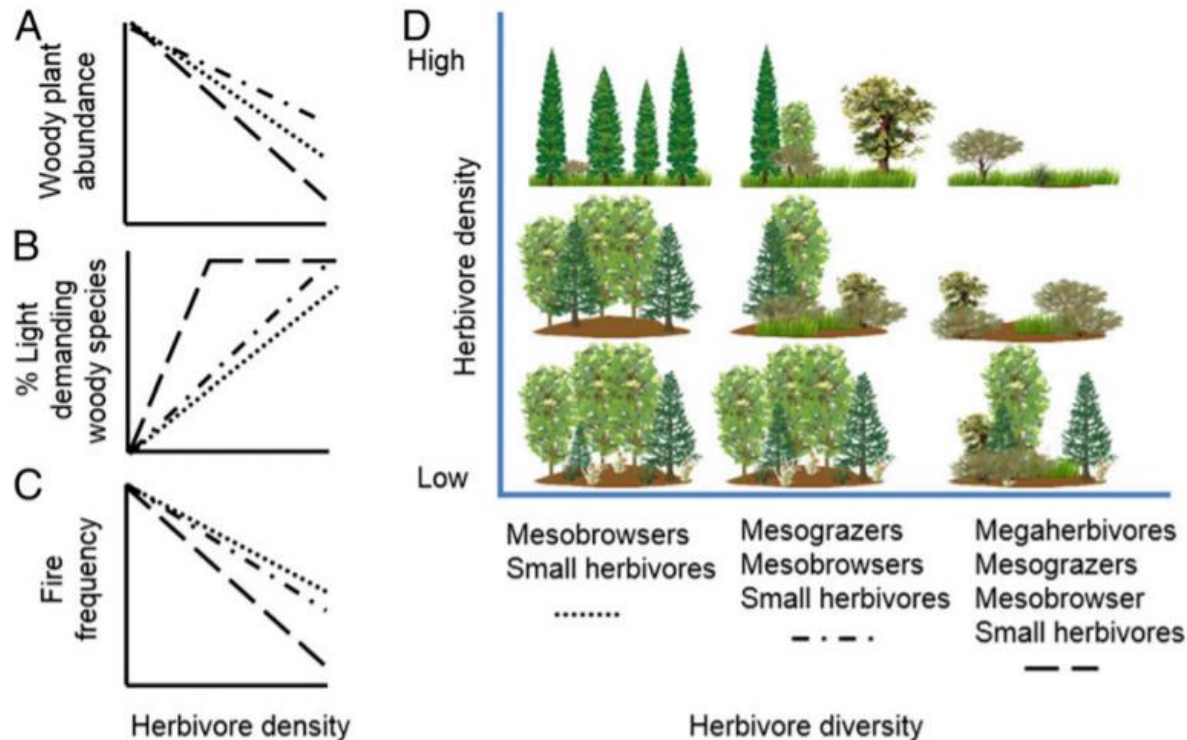 A
Woody plant
abundance
B
% Light
demanding
woody species
C
Fire
frequency
Herbivore density
D
High
Herbivore density
Low
Mesobrowsers
Small herbivores
Mesograzers
Mesobrowsers
Small herbivores
Megaherbivores
Mesograzers
Mesobrowser
Small herbivores
Herbivore diversity